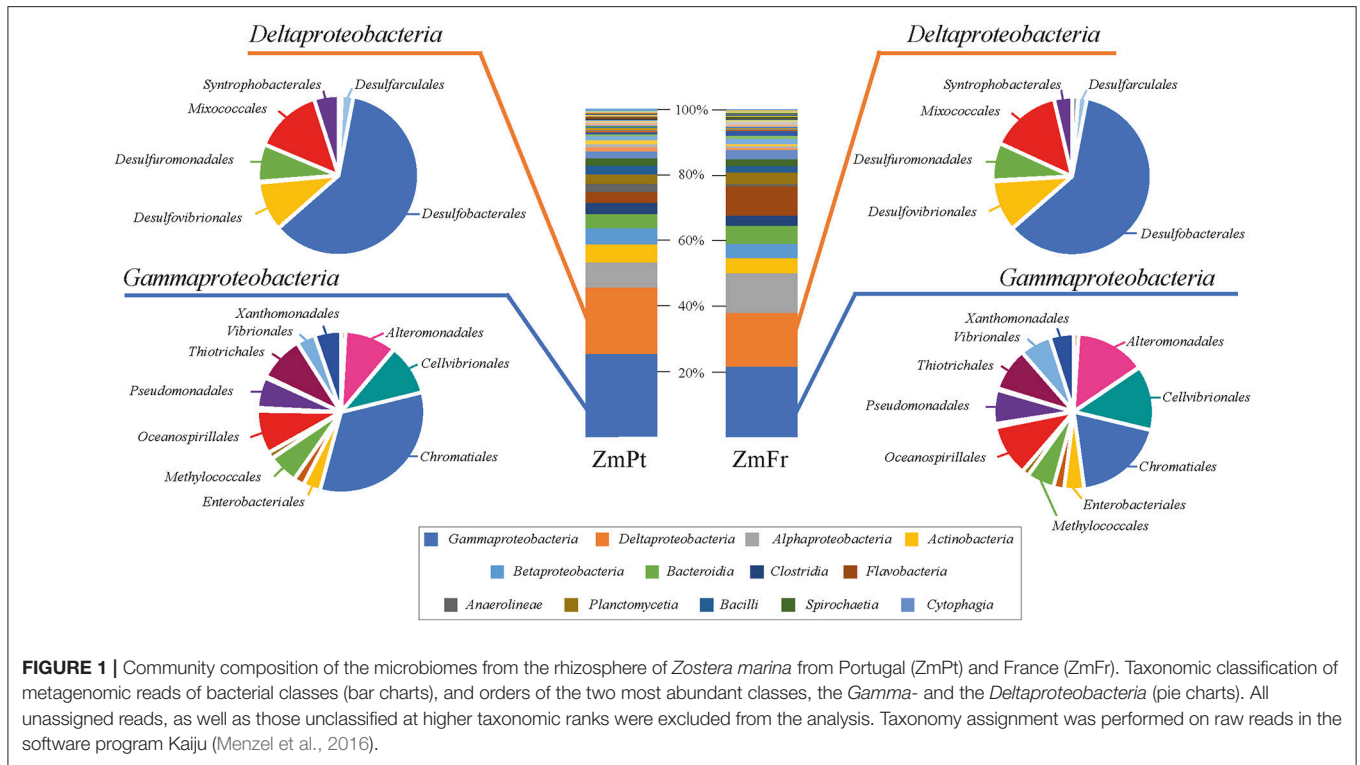 Deltaproteobacteria
Deltaproteobacteria
Syntrophobacterales
Desulfarculales
Mixococcales
Desulfuromonadales
Desulfovibrionales
Desulfobacterales
100%
80%
60%
40%
20%
Syntrophobacterales
Desulfarculales
Mixococcales
Desulfuromonadales
Desulfovibrionales
Desulfobacterales
Gammaproteobacteria
Gammaproteobacteria
Xanthomonadales
Vibrionales
Alteromonadales
Thiotrichales
Cellvibrionales
Pseudomonadales
Oceanospirillales
Chromatiales
Methylococcales
Enterobacteriales
ZmPt
ZmFr
Xanthomonadales
Vibrionales
Alteromonadales
Thiotrichales
Cellvibrionales
Pseudomonadales
Oceanospirillales
Chromatiales
Enterobacteriales
Methylococcales
Gammaproteobacteria Deltaproteobacteria Alphaproteobacteria Actinobacteria
Betaproteobacteria Bacteroidia Clostridia Flavobacteria
Anaerolineae Planctomycetia Bacilli Spirochaetia Cytophagia
FIGURE 1 | Community composition of the microbiomes from the rhizosphere of Zostera marina from Portugal (ZmPt) and France (ZmFr). Taxonomic classification of
metagenomic reads of bacterial classes (bar charts), and orders of the two most abundant classes, the Gamma- and the Deltaproteobacteria (pie charts). All
unassigned reads, as well as those unclassified at higher taxonomic ranks were excluded from the analysis. Taxonomy assignment was performed on raw reads in the
software program Kaiju (Menzel et al., 2016).